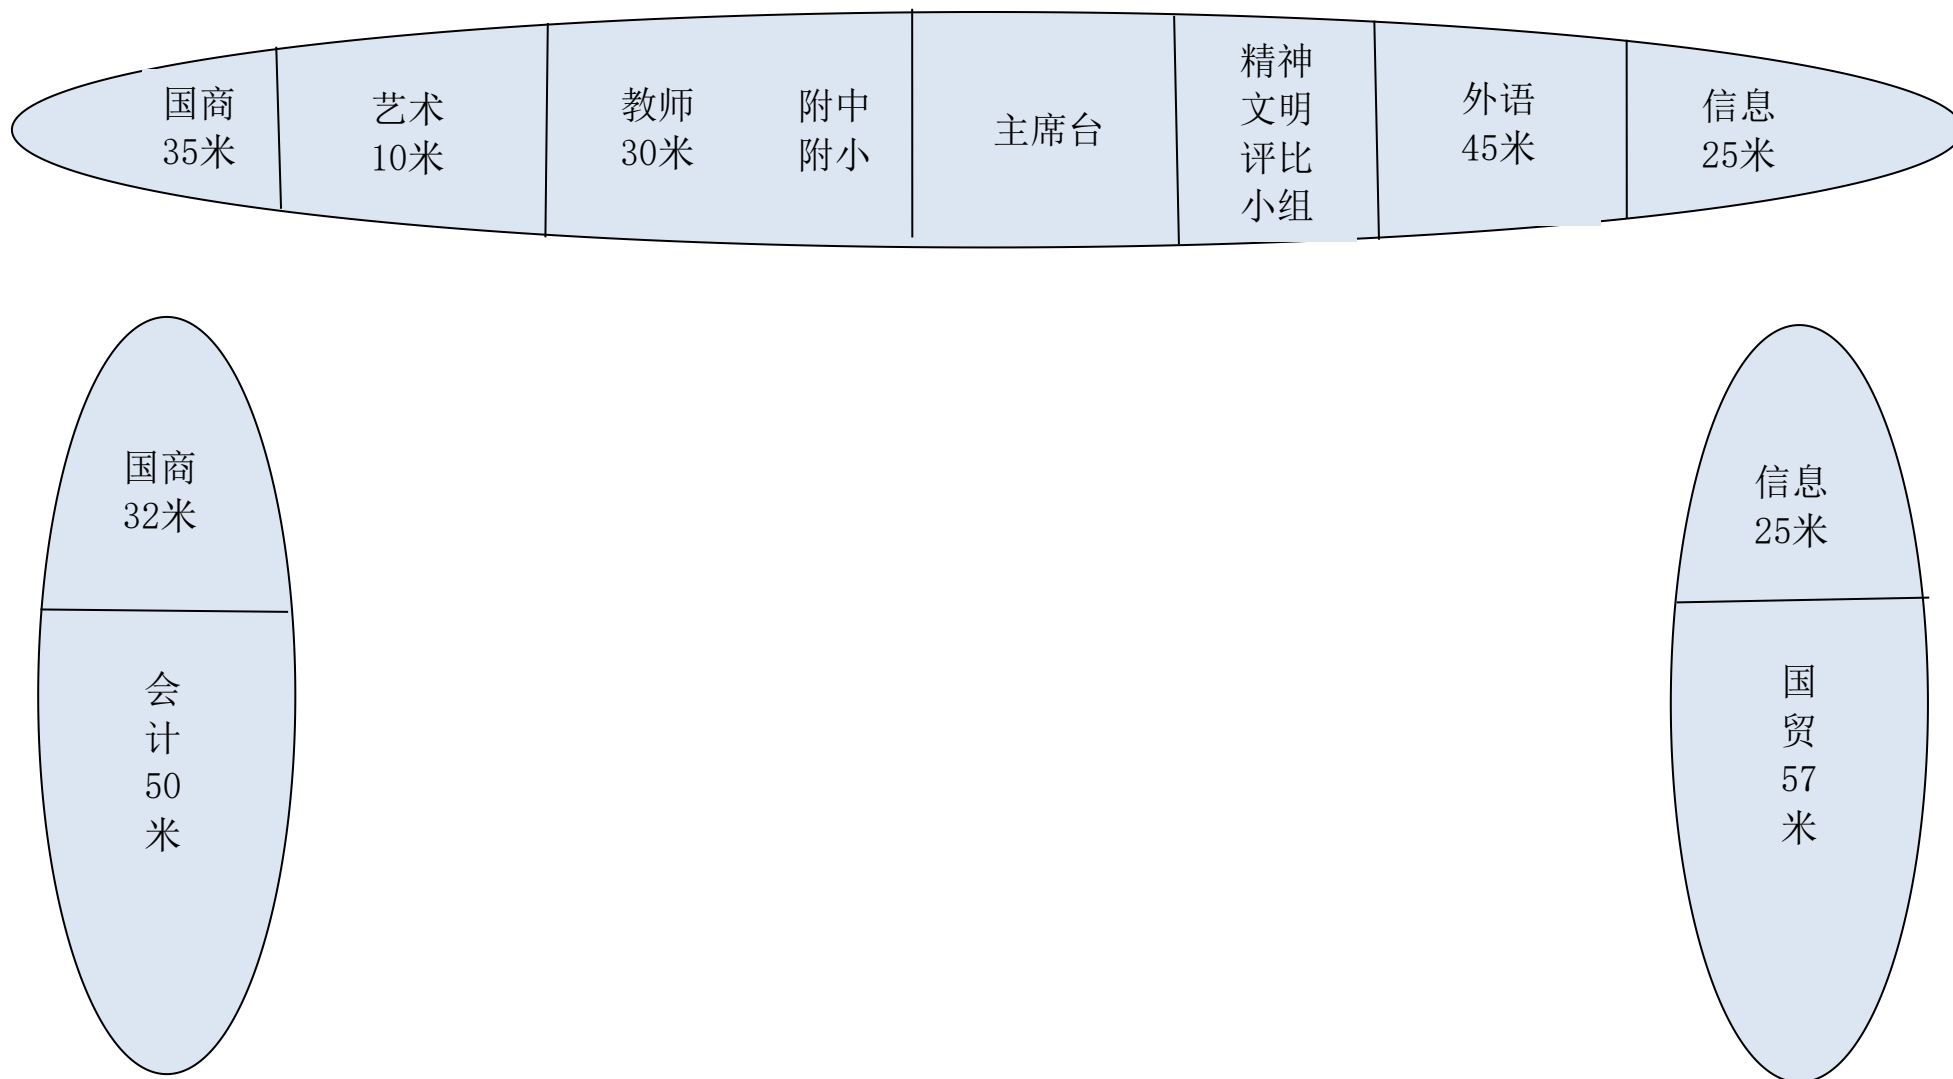 国商
35米
艺术
10米
教师
30米
附中
附小
主席台
精神
文明
评比
小组
外语
45米
信息
25米
国商
32米
会
计
50
米
信息
25米
国
贸
57
米